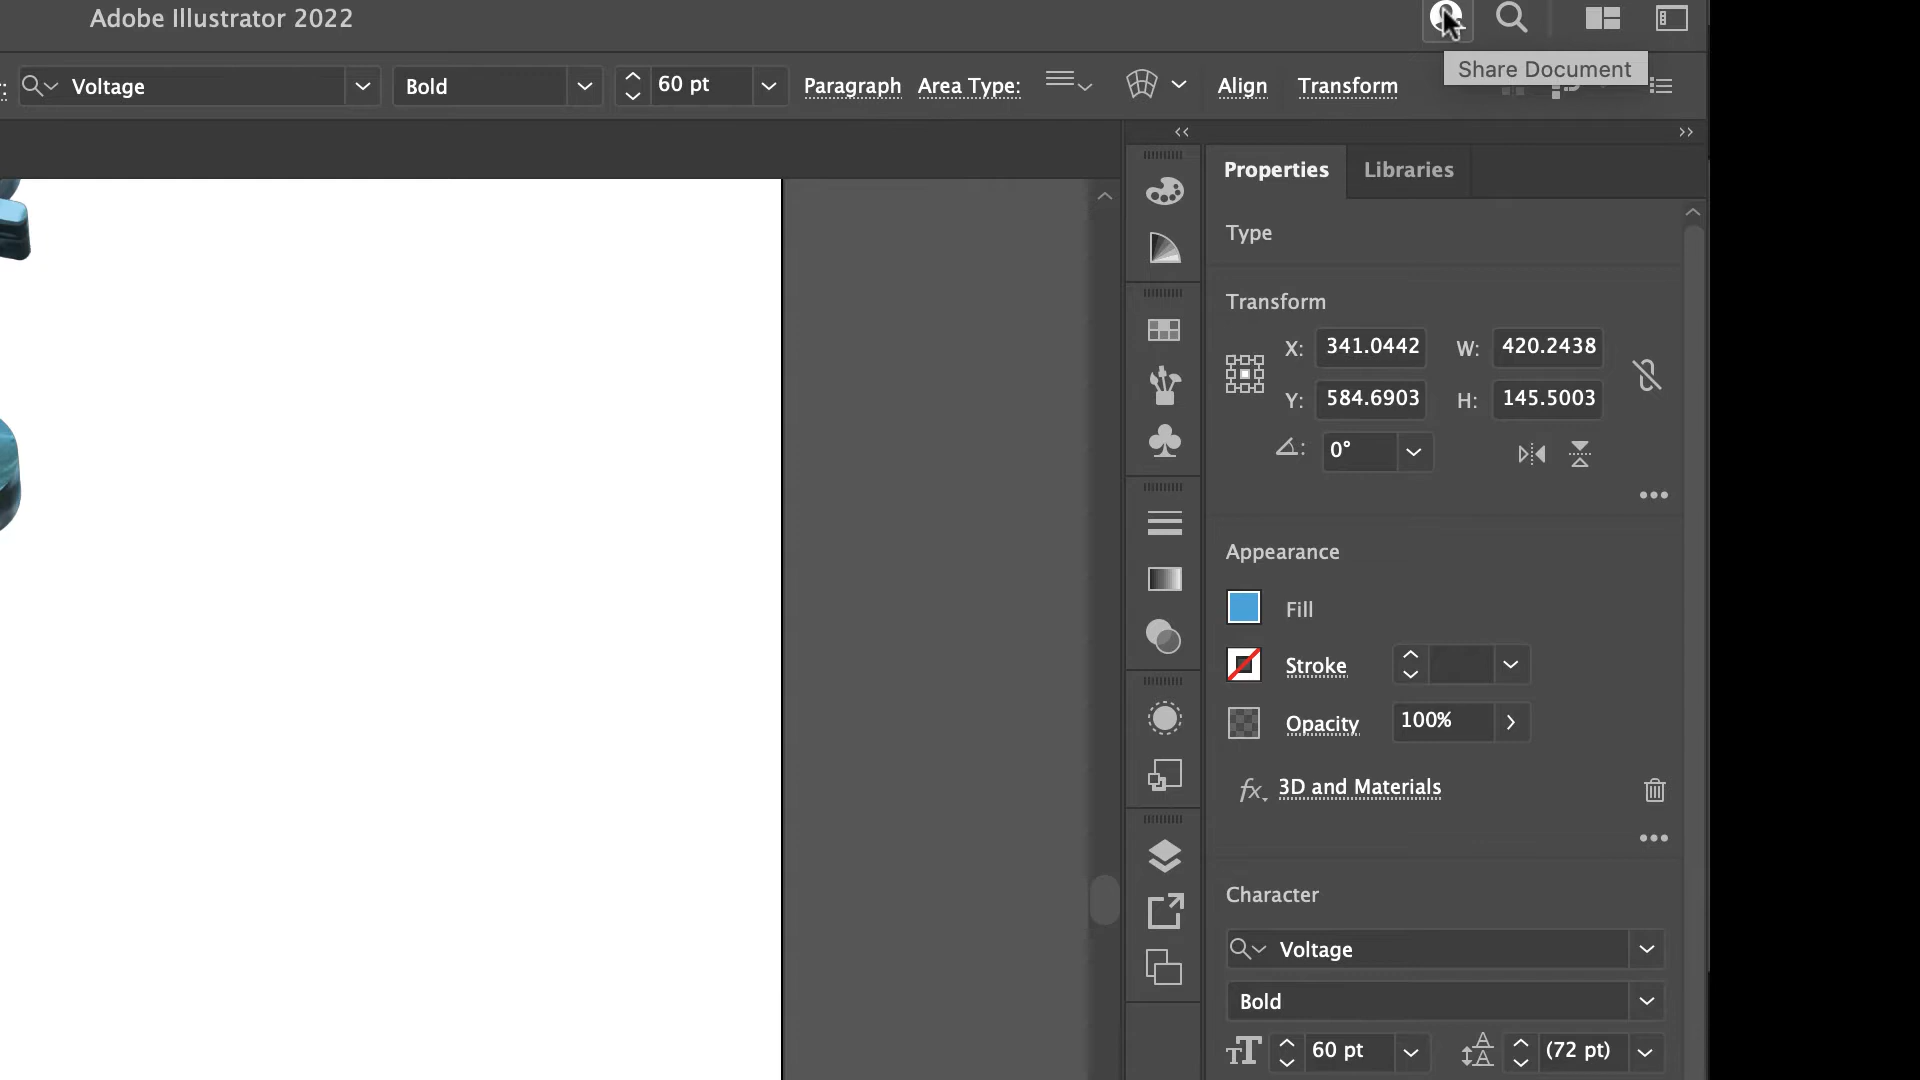 Adobe Illustrator 2022
Share Document
: Voltage Bold 60 pt Paragraph Area Type: Align Transform
Properties Libraries
Type
Transform
X: 341.0442 W: 420.2438
Y: 584.6903 H: 145.5003
0°
Appearance
Fill
Stroke
Opacity 100%
fx 3D and Materials
Character
Voltage
Bold
60 pt (72 pt)